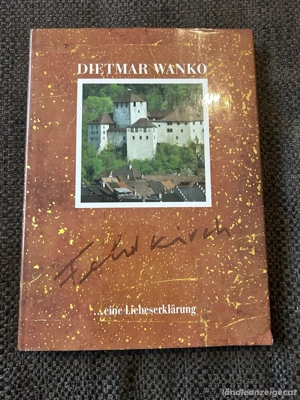 DIETMAR WANKO
Feldkirch
...eine Liebeserklärung
ländleanzeiger.at